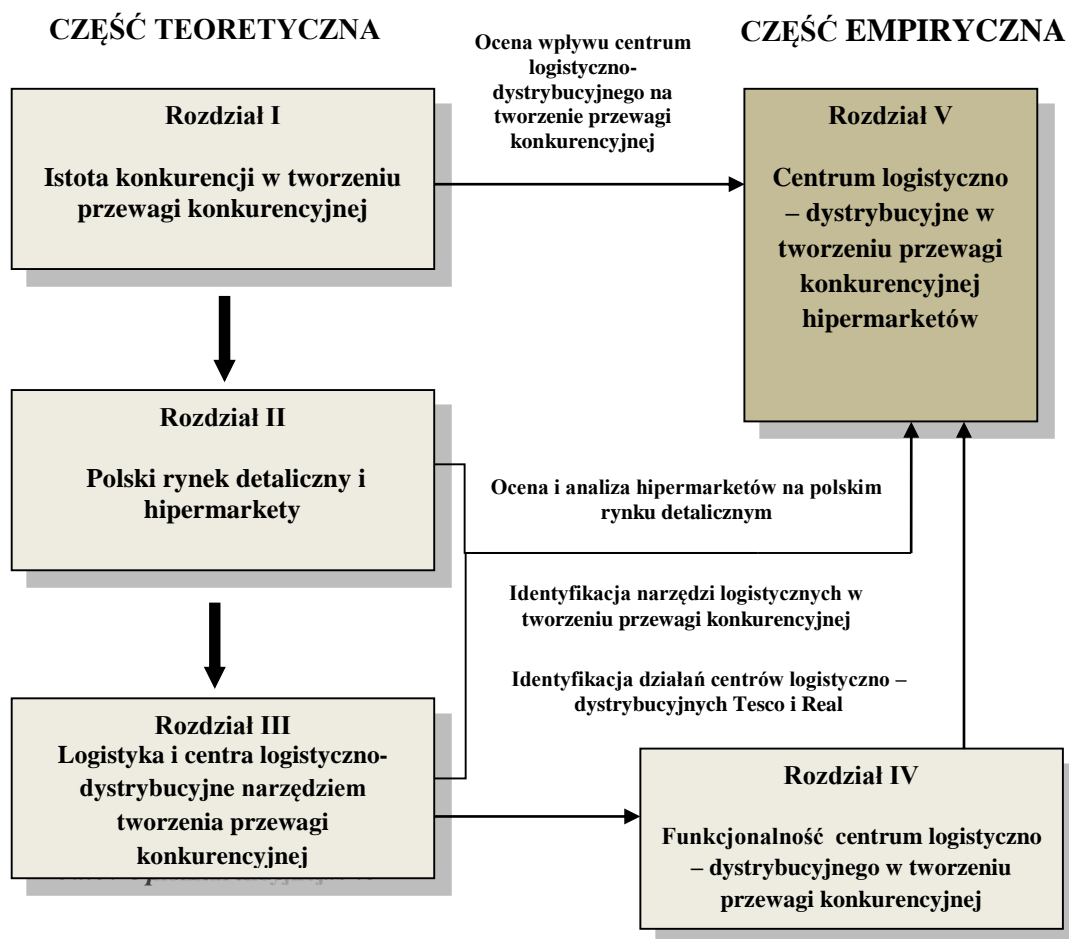 CZĘŚĆ TEORETYCZNA
CZĘŚĆ EMPIRYCZNA
Ocena wpływu centrum
logistyczno-
dystrybucyjnego na
tworzenie przewagi
konkurencyjnej
Rozdział I
Istota konkurencji w tworzeniu
przewagi konkurencyjnej
Rozdział V
Centrum logistyczno
– dystrybucyjne w
tworzeniu przewagi
konkurencyjnej
hipermarketów
Rozdział II
Polski rynek detaliczny i
hipermarkety
Ocena i analiza hipermarketów na polskim
rynku detalicznym
Identyfikacja narzędzi logistycznych w
tworzeniu przewagi konkurencyjnej
Identyfikacja działań centrów logistyczno –
dystrybucyjnych Tesco i Real
Rozdział III
Logistyka i centra logistyczno-
dystrybucyjne narzędziem
tworzenia przewagi
konkurencyjnej
Rozdział IV
Funkcjonalność centrum logistyczno
– dystrybucyjnego w tworzeniu
przewagi konkurencyjnej